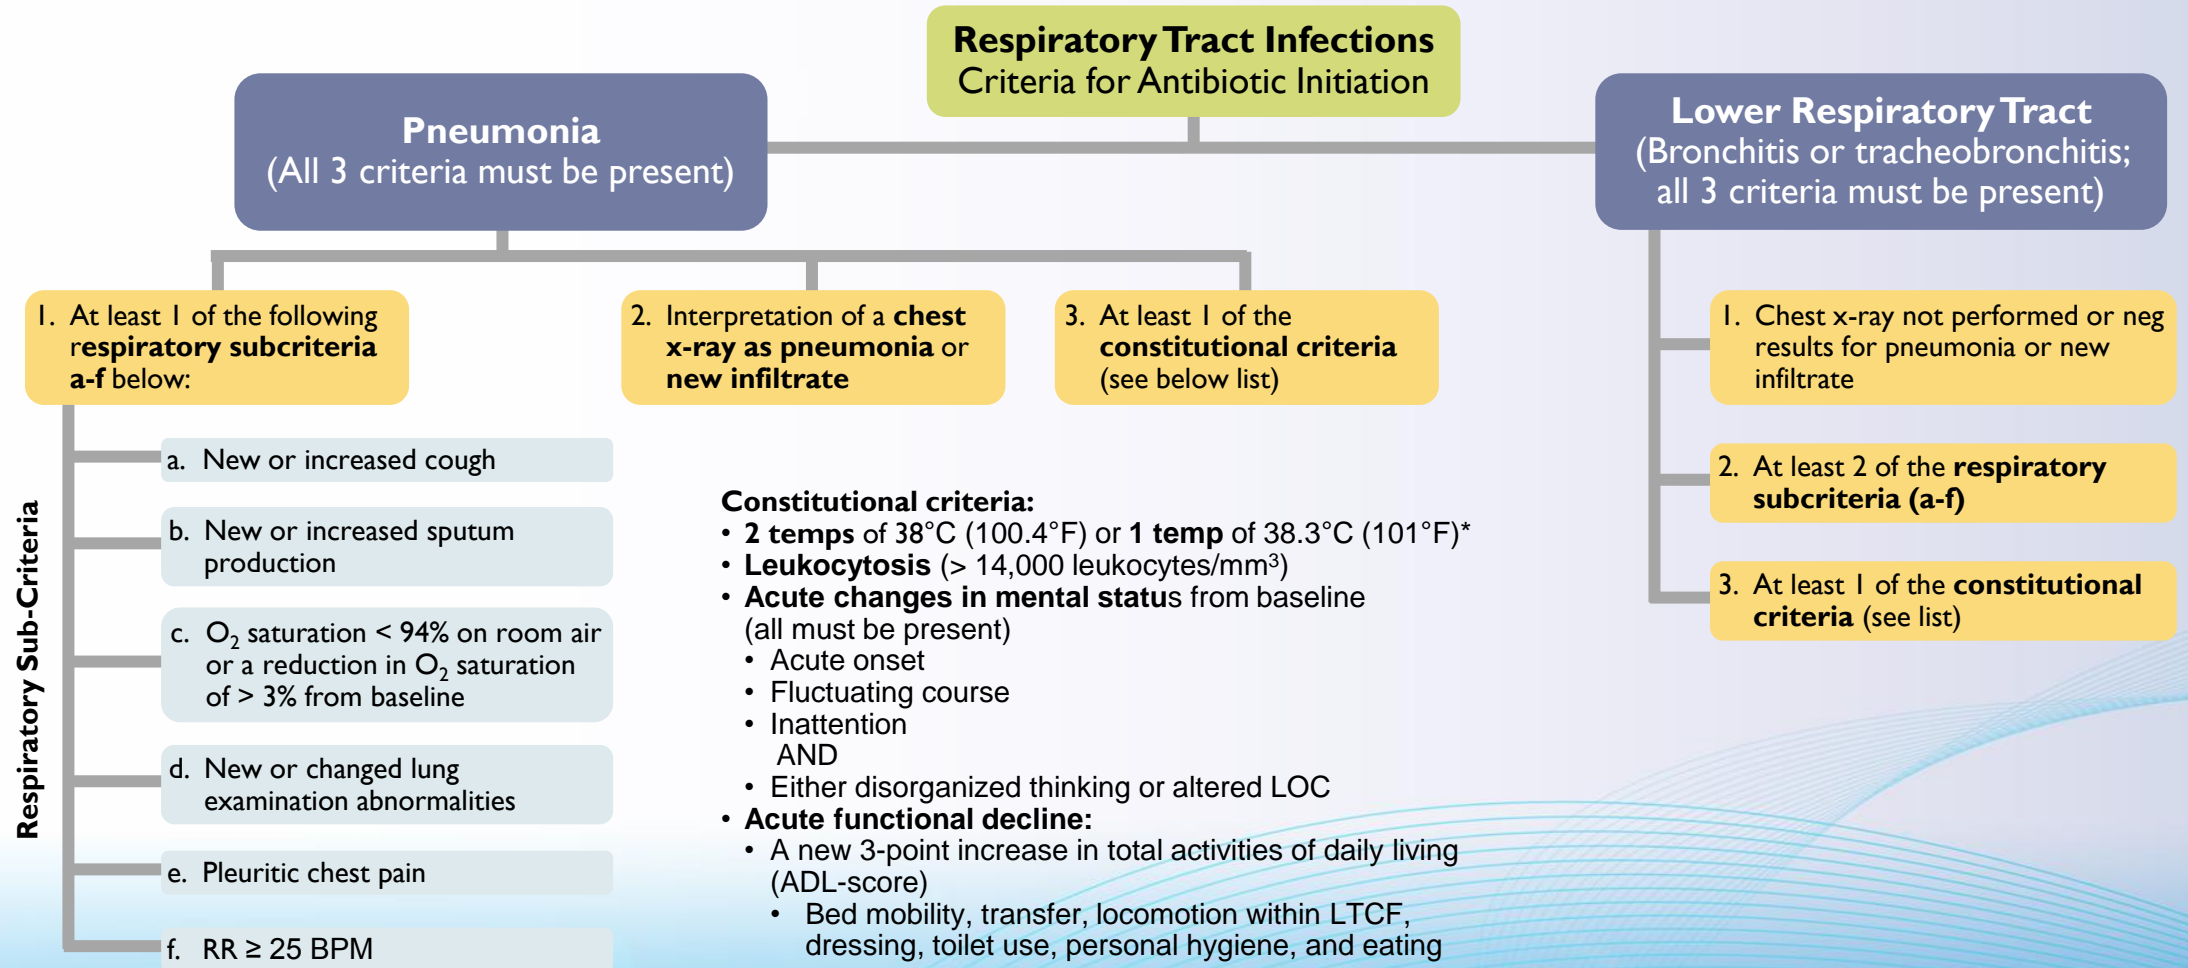 Respiratory Tract Infections
Criteria for Antibiotic Initiation
Pneumonia
(All 3 criteria must be present)
Lower Respiratory Tract
(Bronchitis or tracheobronchitis;
all 3 criteria must be present)
1. At least 1 of the following
respiratory subcriteria
a-f below:
2. Interpretation of a chest
x-ray as pneumonia or
new infiltrate
3. At least 1 of the
constitutional criteria
(see below list)
1. Chest x-ray not performed or neg
results for pneumonia or new
infiltrate
2. At least 2 of the respiratory
subcriteria (a-f)
3. At least 1 of the constitutional
criteria (see list)
Respiratory Sub-Criteria
a. New or increased cough
b. New or increased sputum
production
c. O₂ saturation < 94% on room air
or a reduction in O₂ saturation
of > 3% from baseline
d. New or changed lung
examination abnormalities
e. Pleuritic chest pain
f. RR ≥ 25 BPM
Constitutional criteria:
• 2 temps of 38°C (100.4°F) or 1 temp of 38.3°C (101°F)*
• Leukocytosis (> 14,000 leukocytes/mm³)
• Acute changes in mental status from baseline
(all must be present)
• Acute onset
• Fluctuating course
• Inattention
AND
• Either disorganized thinking or altered LOC
• Acute functional decline:
• A new 3-point increase in total activities of daily living
(ADL-score)
• Bed mobility, transfer, locomotion within LTCF,
dressing, toilet use, personal hygiene, and eating